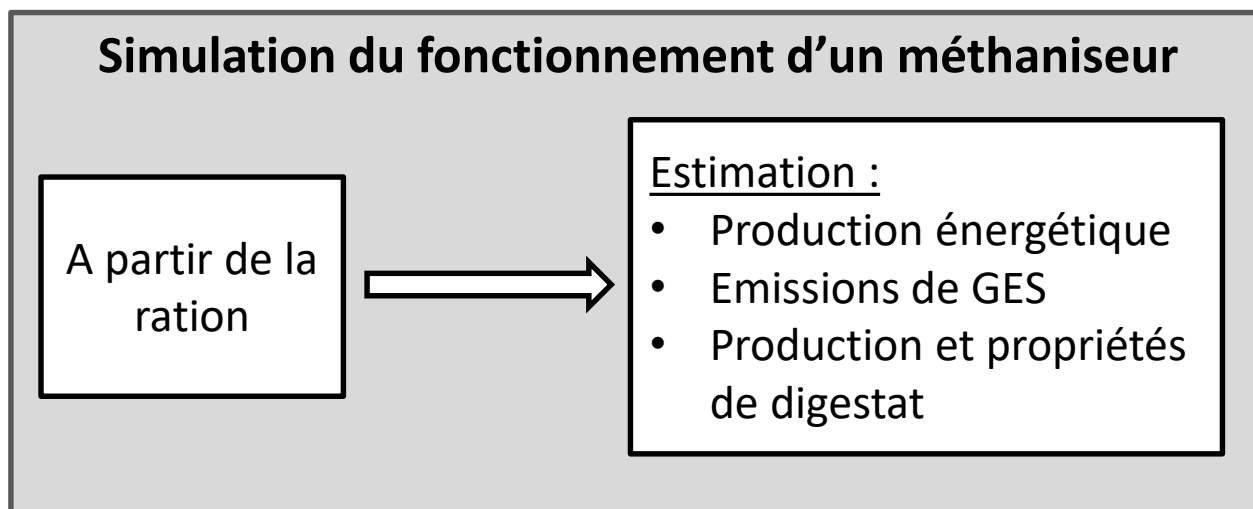 Simulation du fonctionnement d’un méthaniseur
A partir de la
ration
Estimation :
• Production énergétique
• Emissions de GES
• Production et propriétés
de digestat